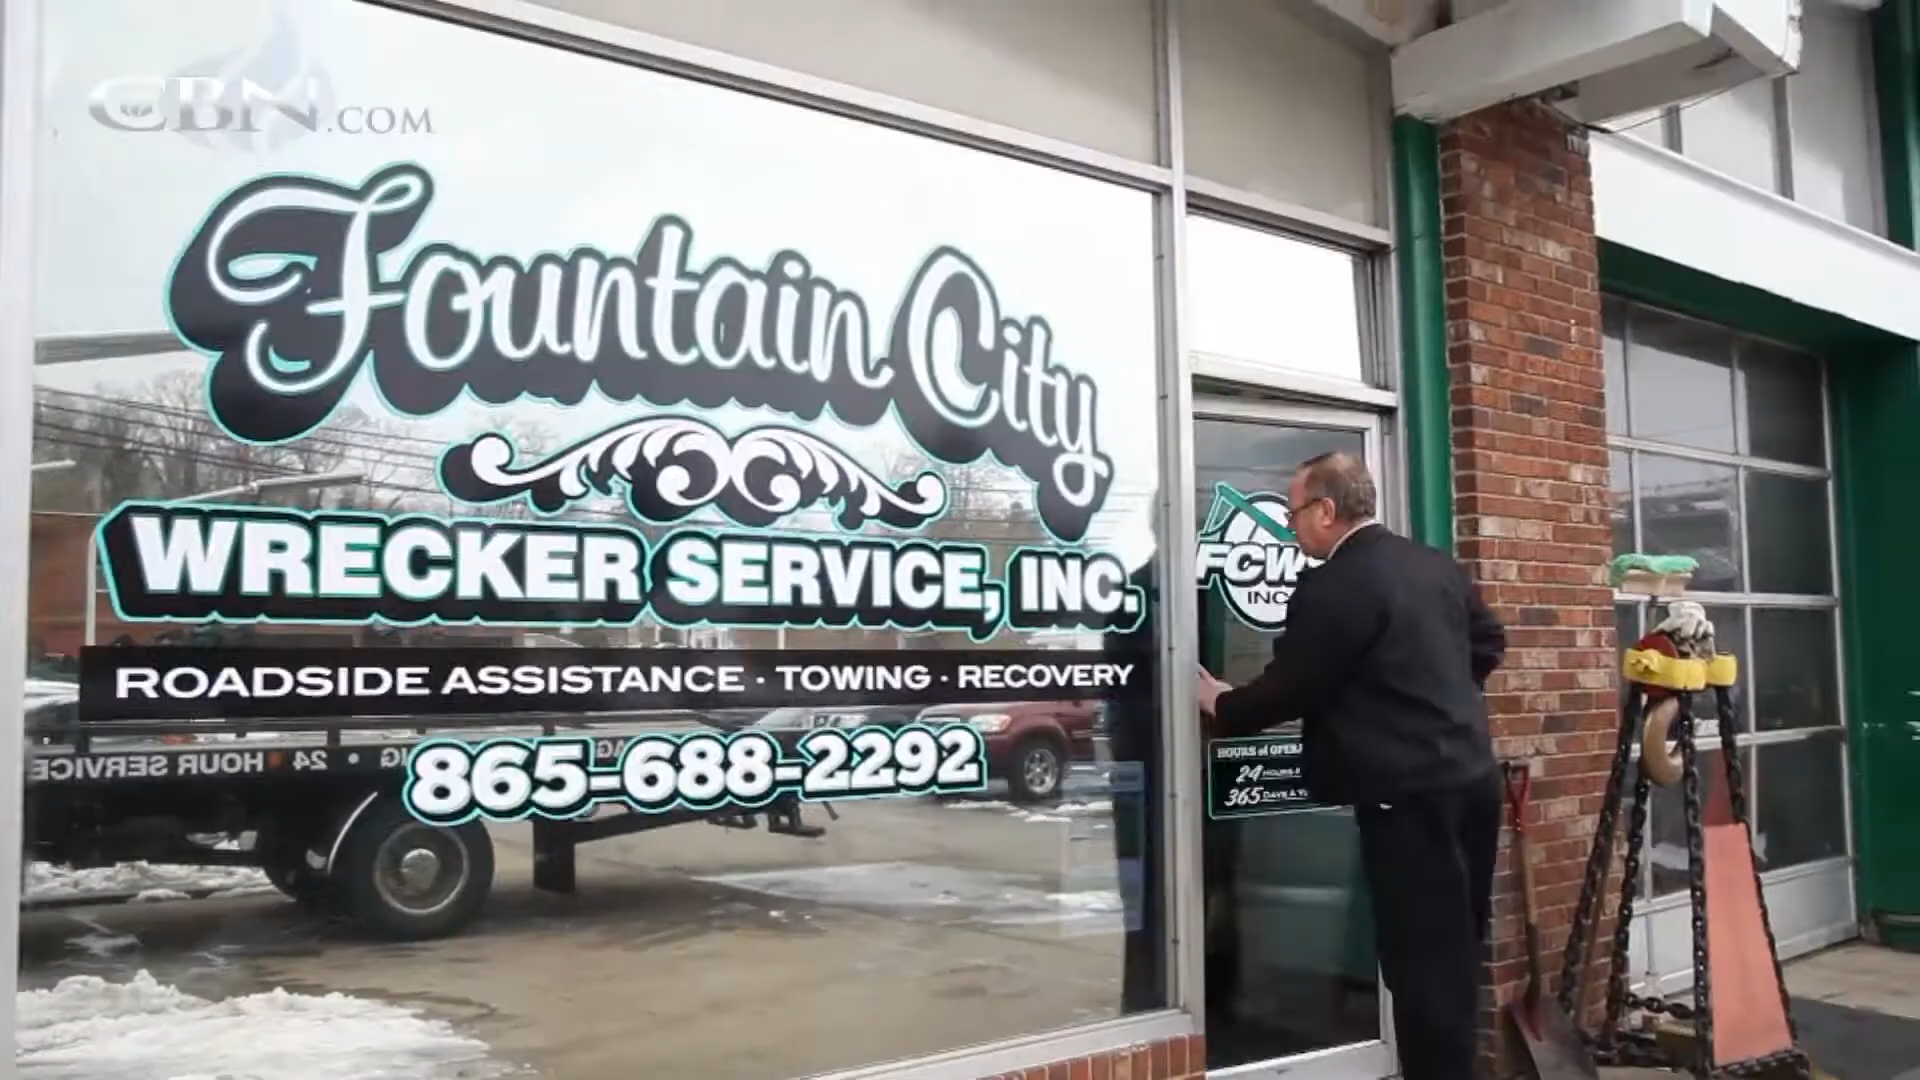 CBN.COM
Fountain City
WRECKER SERVICE, INC.
ROADSIDE ASSISTANCE · TOWING · RECOVERY
865-688-2292
24 HOUR SERVICE
FCW
INC
HOURS of
24 HOURS
365 DAYS A